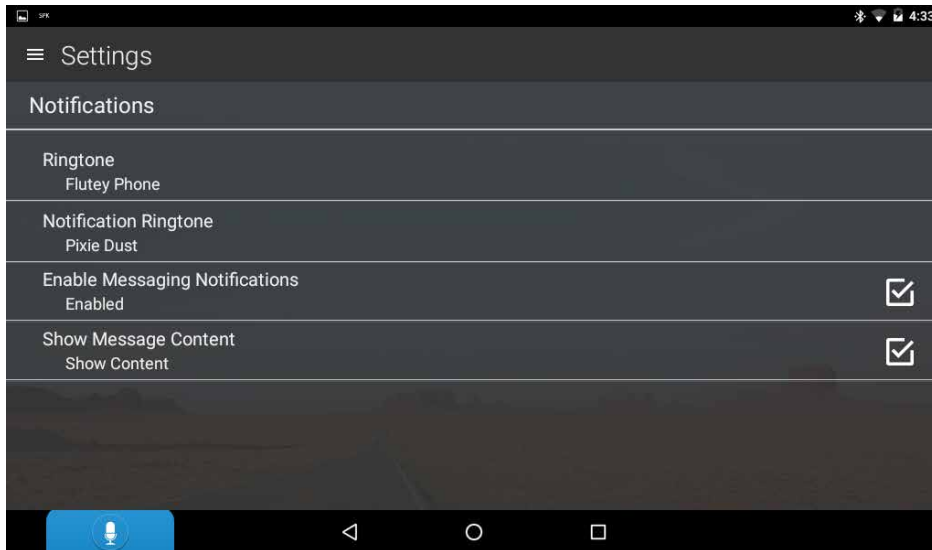 SFK
4:33
Settings
Notifications
Ringtone
Flutey Phone
Notification Ringtone
Pixie Dust
Enable Messaging Notifications
Enabled
Show Message Content
Show Content